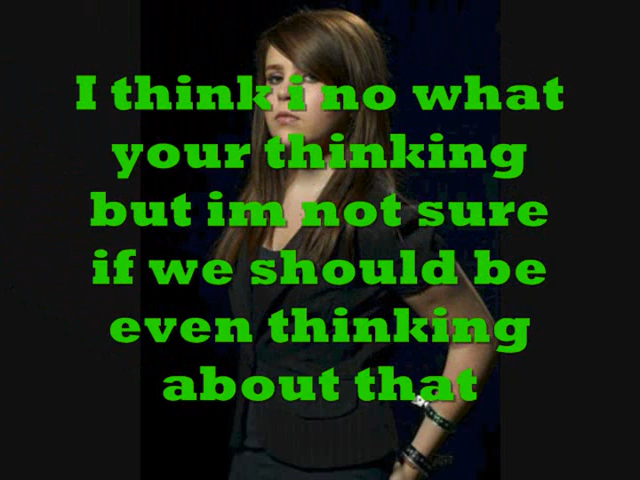 I think i no what
your thinking
but im not sure
if we should be
even thinking
about that